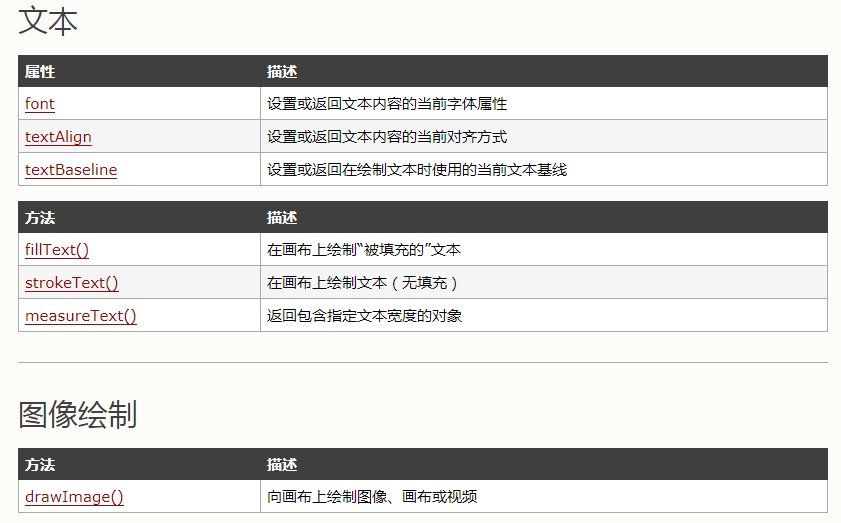 文本
属性 描述
font 设置或返回文本内容的当前字体属性
textAlign 设置或返回文本内容的当前对齐方式
textBaseline 设置或返回在绘制文本时使用的当前文本基线
方法 描述
fillText() 在画布上绘制“被填充的”文本
strokeText() 在画布上绘制文本（无填充）
measureText() 返回包含指定文本宽度的对象
图像绘制
方法 描述
drawImage() 向画布上绘制图像、画布或视频